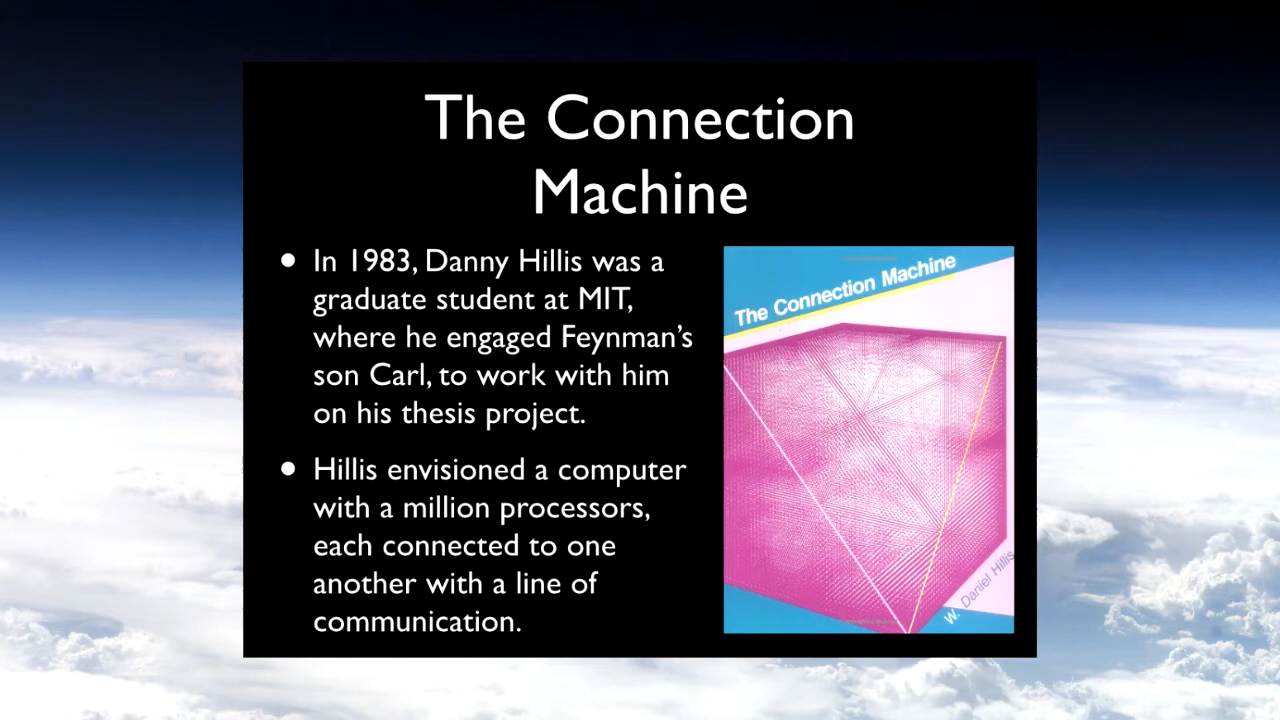 The Connection
Machine
• In 1983, Danny Hillis was a
graduate student at MIT,
where he engaged Feynman’s
son Carl, to work with him
on his thesis project.
• Hillis envisioned a computer
with a million processors,
each connected to one
another with a line of
communication.
The Connection Machine
W. Daniel Hillis